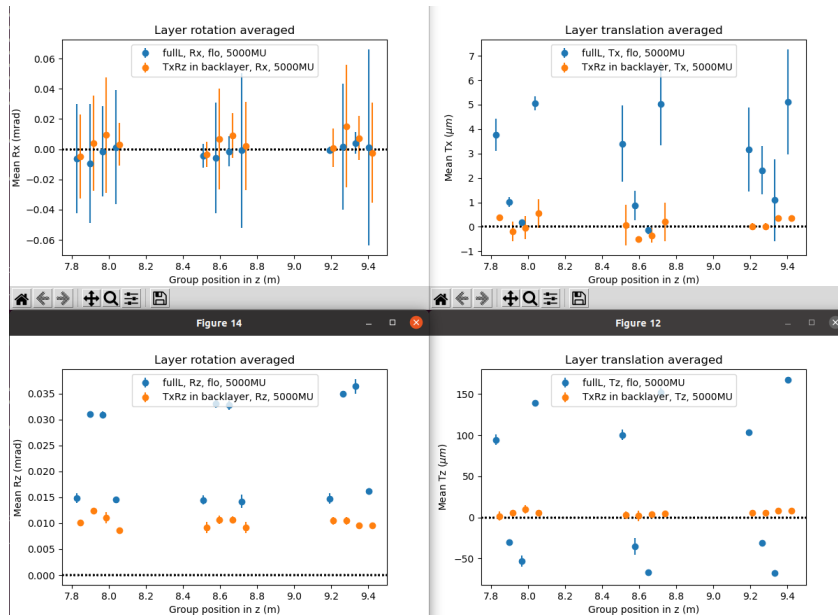 Layer rotation averaged
fullL, Rx, flo, 5000MU
TxRz in backlayer, Rx, 5000MU
Mean Rx (mrad)
0.06
0.04
0.02
0.00
−0.02
−0.04
−0.06
7.8 8.0 8.2 8.4 8.6 8.8 9.0 9.2 9.4
Group position in z (m)
Layer translation averaged
fullL, Tx, flo, 5000MU
TxRz in backlayer, Tx, 5000MU
Mean Tx (μm)
7
6
5
4
3
2
1
0
−1
7.8 8.0 8.2 8.4 8.6 8.8 9.0 9.2 9.4
Group position in z (m)
Figure 14
Layer rotation averaged
fullL, Rz, flo, 5000MU
TxRz in backlayer, Rz, 5000MU
Mean Rz (mrad)
0.035
0.030
0.025
0.020
0.015
0.010
0.005
0.000
7.8 8.0 8.2 8.4 8.6 8.8 9.0 9.2 9.4
Group position in z (m)
Figure 12
Layer translation averaged
fullL, Tz, flo, 5000MU
TxRz in backlayer, Tz, 5000MU
Mean Tz (μm)
150
100
50
0
−50
7.8 8.0 8.2 8.4 8.6 8.8 9.0 9.2 9.4
Group position in z (m)